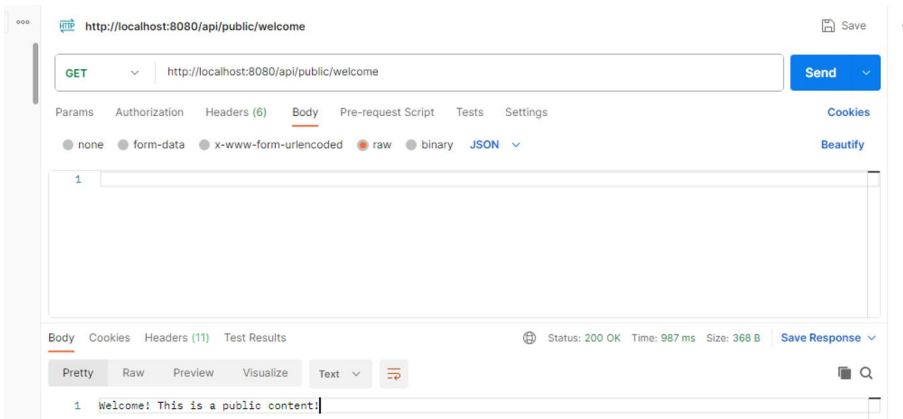 HTTP http://localhost:8080/api/public/welcome Save
GET http://localhost:8080/api/public/welcome Send
Params Authorization Headers (6) Body Pre-request Script Tests Settings Cookies
none form-data x-www-form-urlencoded raw binary JSON Beautify
1
Body Cookies Headers (11) Test Results Status: 200 OK Time: 987 ms Size: 368 B Save Response
Pretty Raw Preview Visualize Text
1 Welcome! This is a public content!